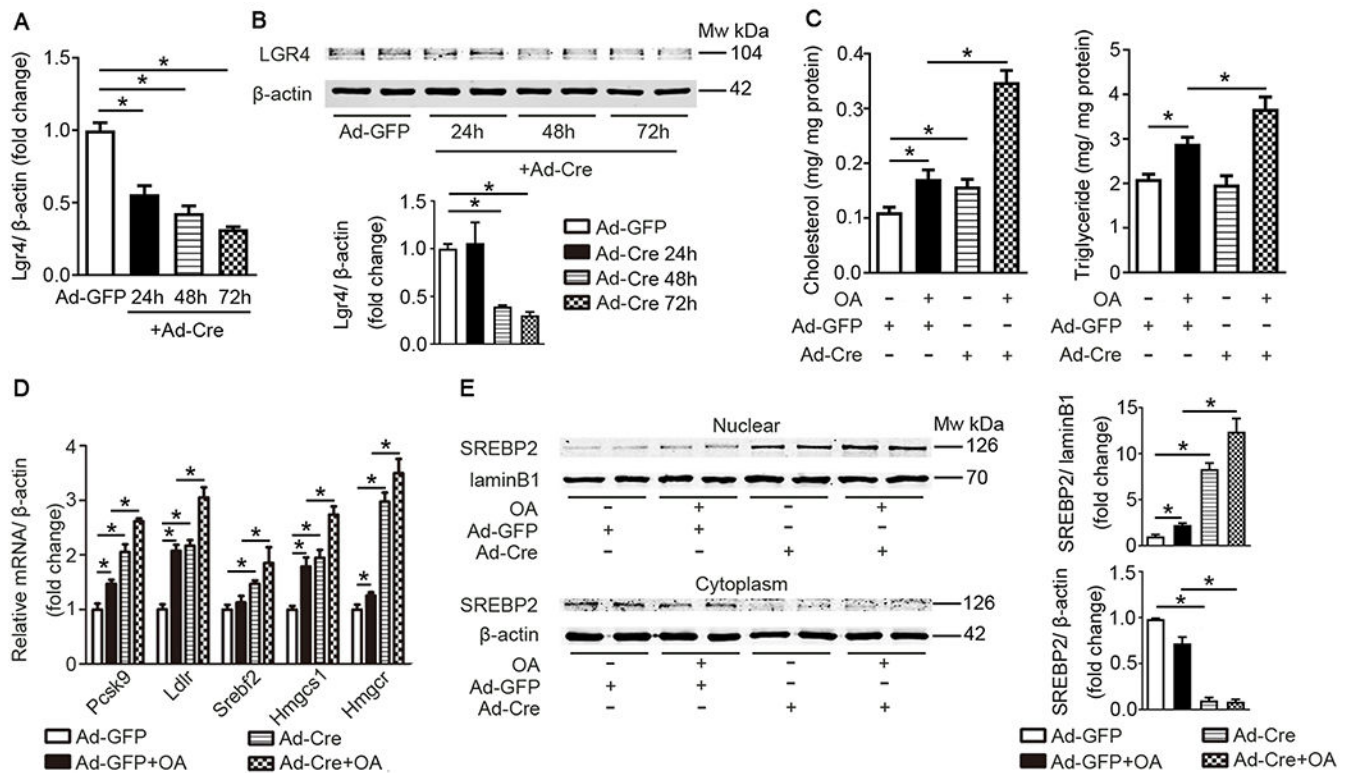 A
Lgr4/ β-actin (fold change)
1.5
1.0
0.5
0.0
*
*
*
Ad-GFP 24h 48h 72h
+Ad-Cre
B
Mw kDa
LGR4
104
β-actin
42
Ad-GFP 24h 48h 72h
+Ad-Cre
Lgr4/ β-actin
(fold change)
1.5
1.0
0.5
0.0
*
*
Ad-GFP
Ad-Cre 24h
Ad-Cre 48h
Ad-Cre 72h
C
Cholesterol (mg/ mg protein)
0.4
0.3
0.2
0.1
0.0
*
*
*
OA - + - +
Ad-GFP + + - -
Ad-Cre - - + +
Triglyceride (mg/ mg protein)
5
4
3
2
1
0
*
*
OA - + - +
Ad-GFP + + - -
Ad-Cre - - + +
D
Relative mRNA/ β-actin
(fold change)
4
3
2
1
0
* * *
* * *
* *
* * *
* * *
Pcsk9
Ldlr
Srebf2
Hmgcs1
Hmgcr
Ad-GFP
Ad-GFP+OA
Ad-Cre
Ad-Cre+OA
E
Nuclear
Mw kDa
SREBP2
126
laminB1
70
OA - + - +
Ad-GFP + + - -
Ad-Cre - - + +
Cytoplasm
SREBP2
126
β-actin
42
OA - + - +
Ad-GFP + + - -
Ad-Cre - - + +
SREBP2/ laminB1
(fold change)
15
10
5
0
*
*
*
SREBP2/ β-actin
(fold change)
1.5
1.0
0.5
0.0
*
*
Ad-GFP
Ad-GFP+OA
Ad-Cre
Ad-Cre+OA